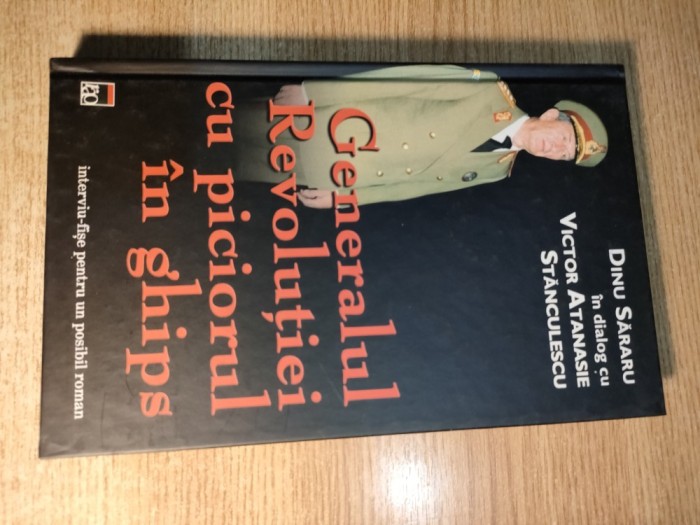 DINU SĂRARU
în dialog cu
VICTOR ATANASIE
STĂNCULESCU
Generalul
Revoluției
cu piciorul
în ghips
interviu-fișe pentru un posibil roman
rao